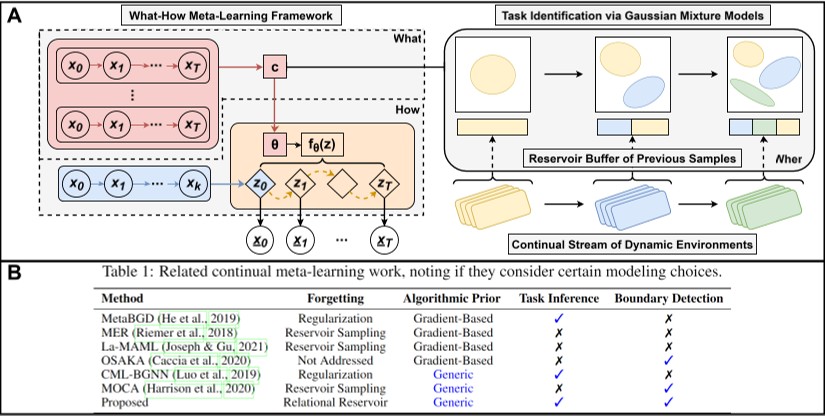 A
What-How Meta-Learning Framework
Task Identification via Gaussian Mixture Models
What
x0 x1 ... xT
c
⋮
x0 x1 ... xT
How
θ fθ(z)
x0 x1 ... xk
z0 z1 zT
x0 x1 ... xT
Reservoir Buffer of Previous Samples
Wher
Continual Stream of Dynamic Environments
B
Table 1: Related continual meta-learning work, noting if they consider certain modeling choices.
Method Forgetting Algorithmic Prior Task Inference Boundary Detection
MetaBGD (He et al., 2019) Regularization Gradient-Based ✓ ✗
MER (Riemer et al., 2018) Reservoir Sampling Gradient-Based ✗ ✗
La-MAML (Joseph & Gu, 2021) Reservoir Sampling Gradient-Based ✗ ✗
OSAKA (Caccia et al., 2020) Not Addressed Gradient-Based ✗ ✓
CML-BGNN (Luo et al., 2019) Regularization Generic ✓ ✗
MOCA (Harrison et al., 2020) Reservoir Sampling Generic ✗ ✓
Proposed Relational Reservoir Generic ✓ ✓